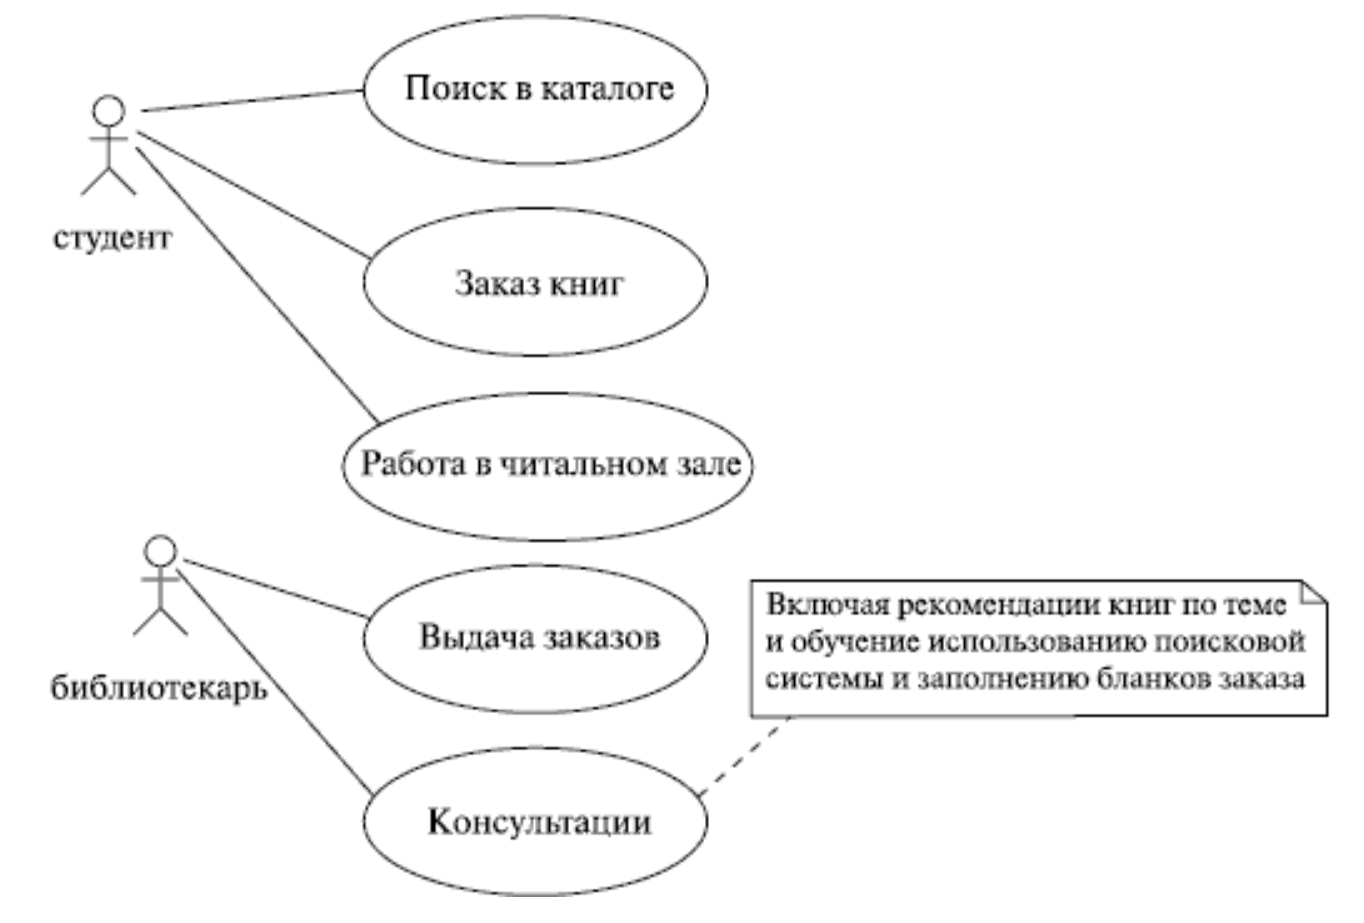 Поиск в каталоге
студент
Заказ книг
Работа в читальном зале
Выдача заказов
библиотекарь
Включая рекомендации книг по теме
и обучение использованию поисковой
системы и заполнению бланков заказа
Консультации